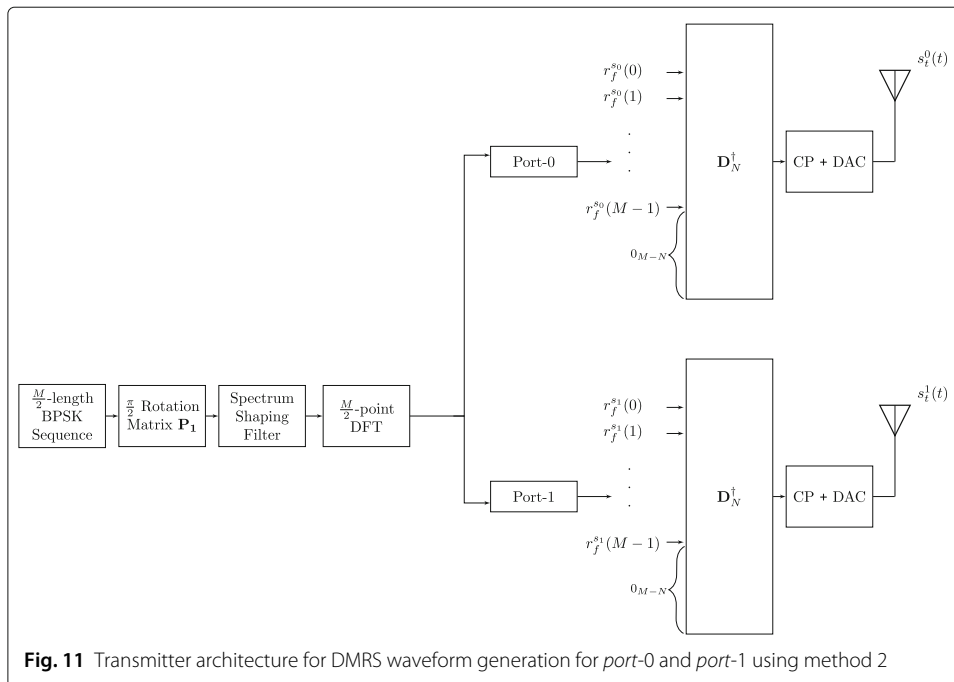 M/2-length
BPSK
Sequence
π/2 Rotation
Matrix P₁
Spectrum
Shaping
Filter
M/2-point
DFT
Port-0
r_f^{s_0}(0)
r_f^{s_0}(1)
.
.
.
r_f^{s_0}(M − 1)
0_{M−N}
D_N^†
CP + DAC
s_t^0(t)
Port-1
r_f^{s_1}(0)
r_f^{s_1}(1)
.
.
.
r_f^{s_1}(M − 1)
0_{M−N}
D_N^†
CP + DAC
s_t^1(t)
Fig. 11 Transmitter architecture for DMRS waveform generation for port-0 and port-1 using method 2